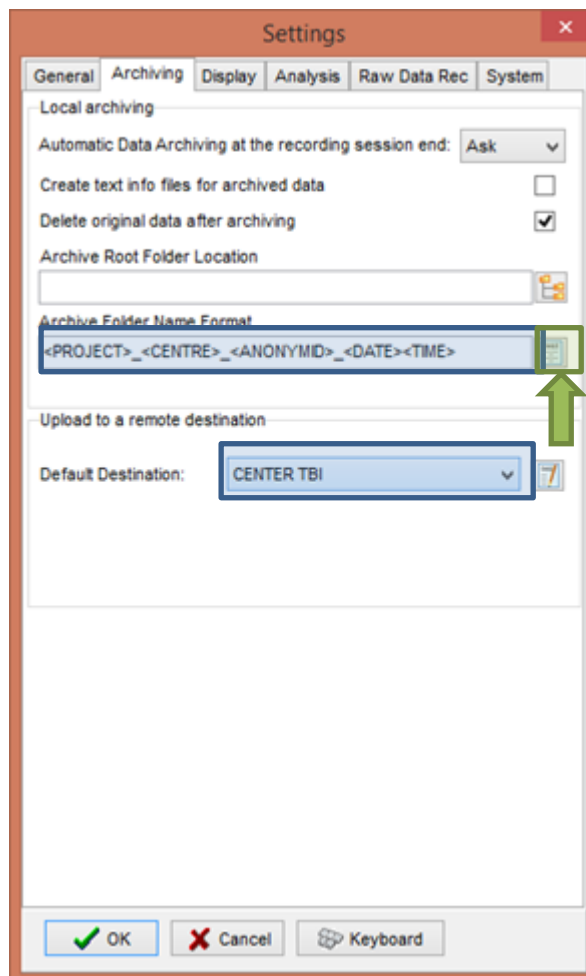 Settings
General Archiving Display Analysis Raw Data Rec System
Local archiving
Automatic Data Archiving at the recording session end: Ask
Create text info files for archived data
Delete original data after archiving
Archive Root Folder Location
Archive Folder Name Format
<PROJECT>_<CENTRE>_<ANONYMID>_<DATE><TIME>
Upload to a remote destination
Default Destination: CENTER TBI
OK Cancel Keyboard